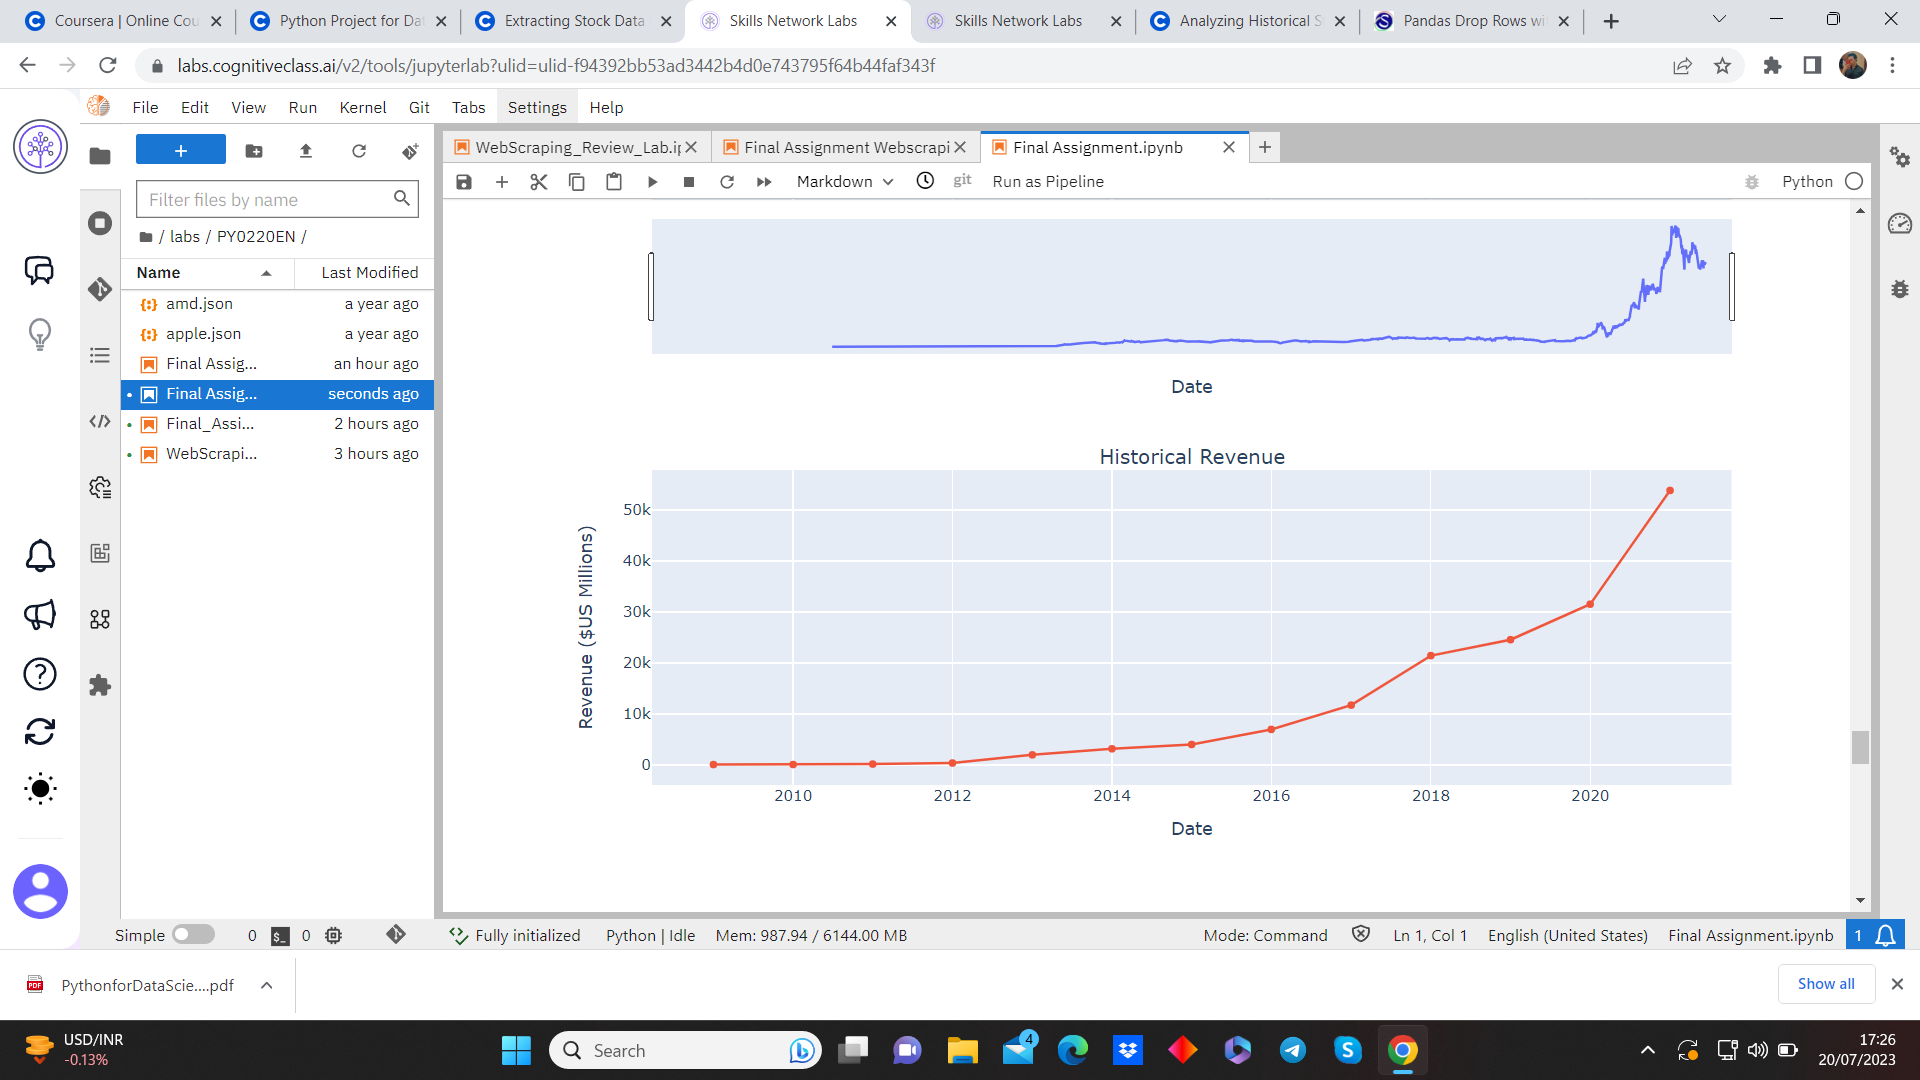 Coursera | Online Cou
Python Project for Dat
Extracting Stock Data
Skills Network Labs
Skills Network Labs
Analyzing Historical S
Pandas Drop Rows wi
labs.cognitiveclass.ai/v2/tools/jupyterlab?ulid=ulid-f94392bb53ad3442b4d0e743795f64b44faf343f
File Edit View Run Kernel Git Tabs Settings Help
WebScraping_Review_Lab.ip
Final Assignment Webscrapi
Final Assignment.ipynb
Markdown
git
Run as Pipeline
Python
Filter files by name
/ labs / PY0220EN /
Name Last Modified
amd.json a year ago
apple.json a year ago
Final Assig... an hour ago
Final Assig... seconds ago
Final_Assi... 2 hours ago
WebScrapi... 3 hours ago
Date
Historical Revenue
Revenue ($US Millions)
50k
40k
30k
20k
10k
0
2010 2012 2014 2016 2018 2020
Date
Simple 0 $_ 0 Fully initialized Python | Idle Mem: 987.94 / 6144.00 MB Mode: Command Ln 1, Col 1 English (United States) Final Assignment.ipynb 1
PDF PythonforDataScie....pdf
Show all
USD/INR
-0.13%
Search
4
17:26
20/07/2023